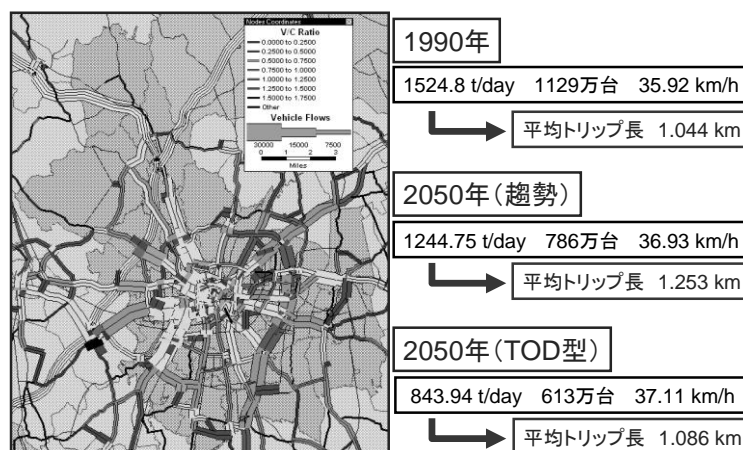 Nodes Coordinates
V/C Ratio
0.0000 to 0.2500
0.2500 to 0.5000
0.5000 to 0.7500
0.7500 to 1.0000
1.0000 to 1.2500
1.2500 to 1.5000
1.5000 to 1.7500
Other
Vehicle Flows
30000 15000 7500
0 1 2 3
Miles
1990年
1524.8 t/day 1129万台 35.92 km/h
平均トリップ長 1.044 km
2050年(趨勢)
1244.75 t/day 786万台 36.93 km/h
平均トリップ長 1.253 km
2050年(TOD型)
843.94 t/day 613万台 37.11 km/h
平均トリップ長 1.086 km